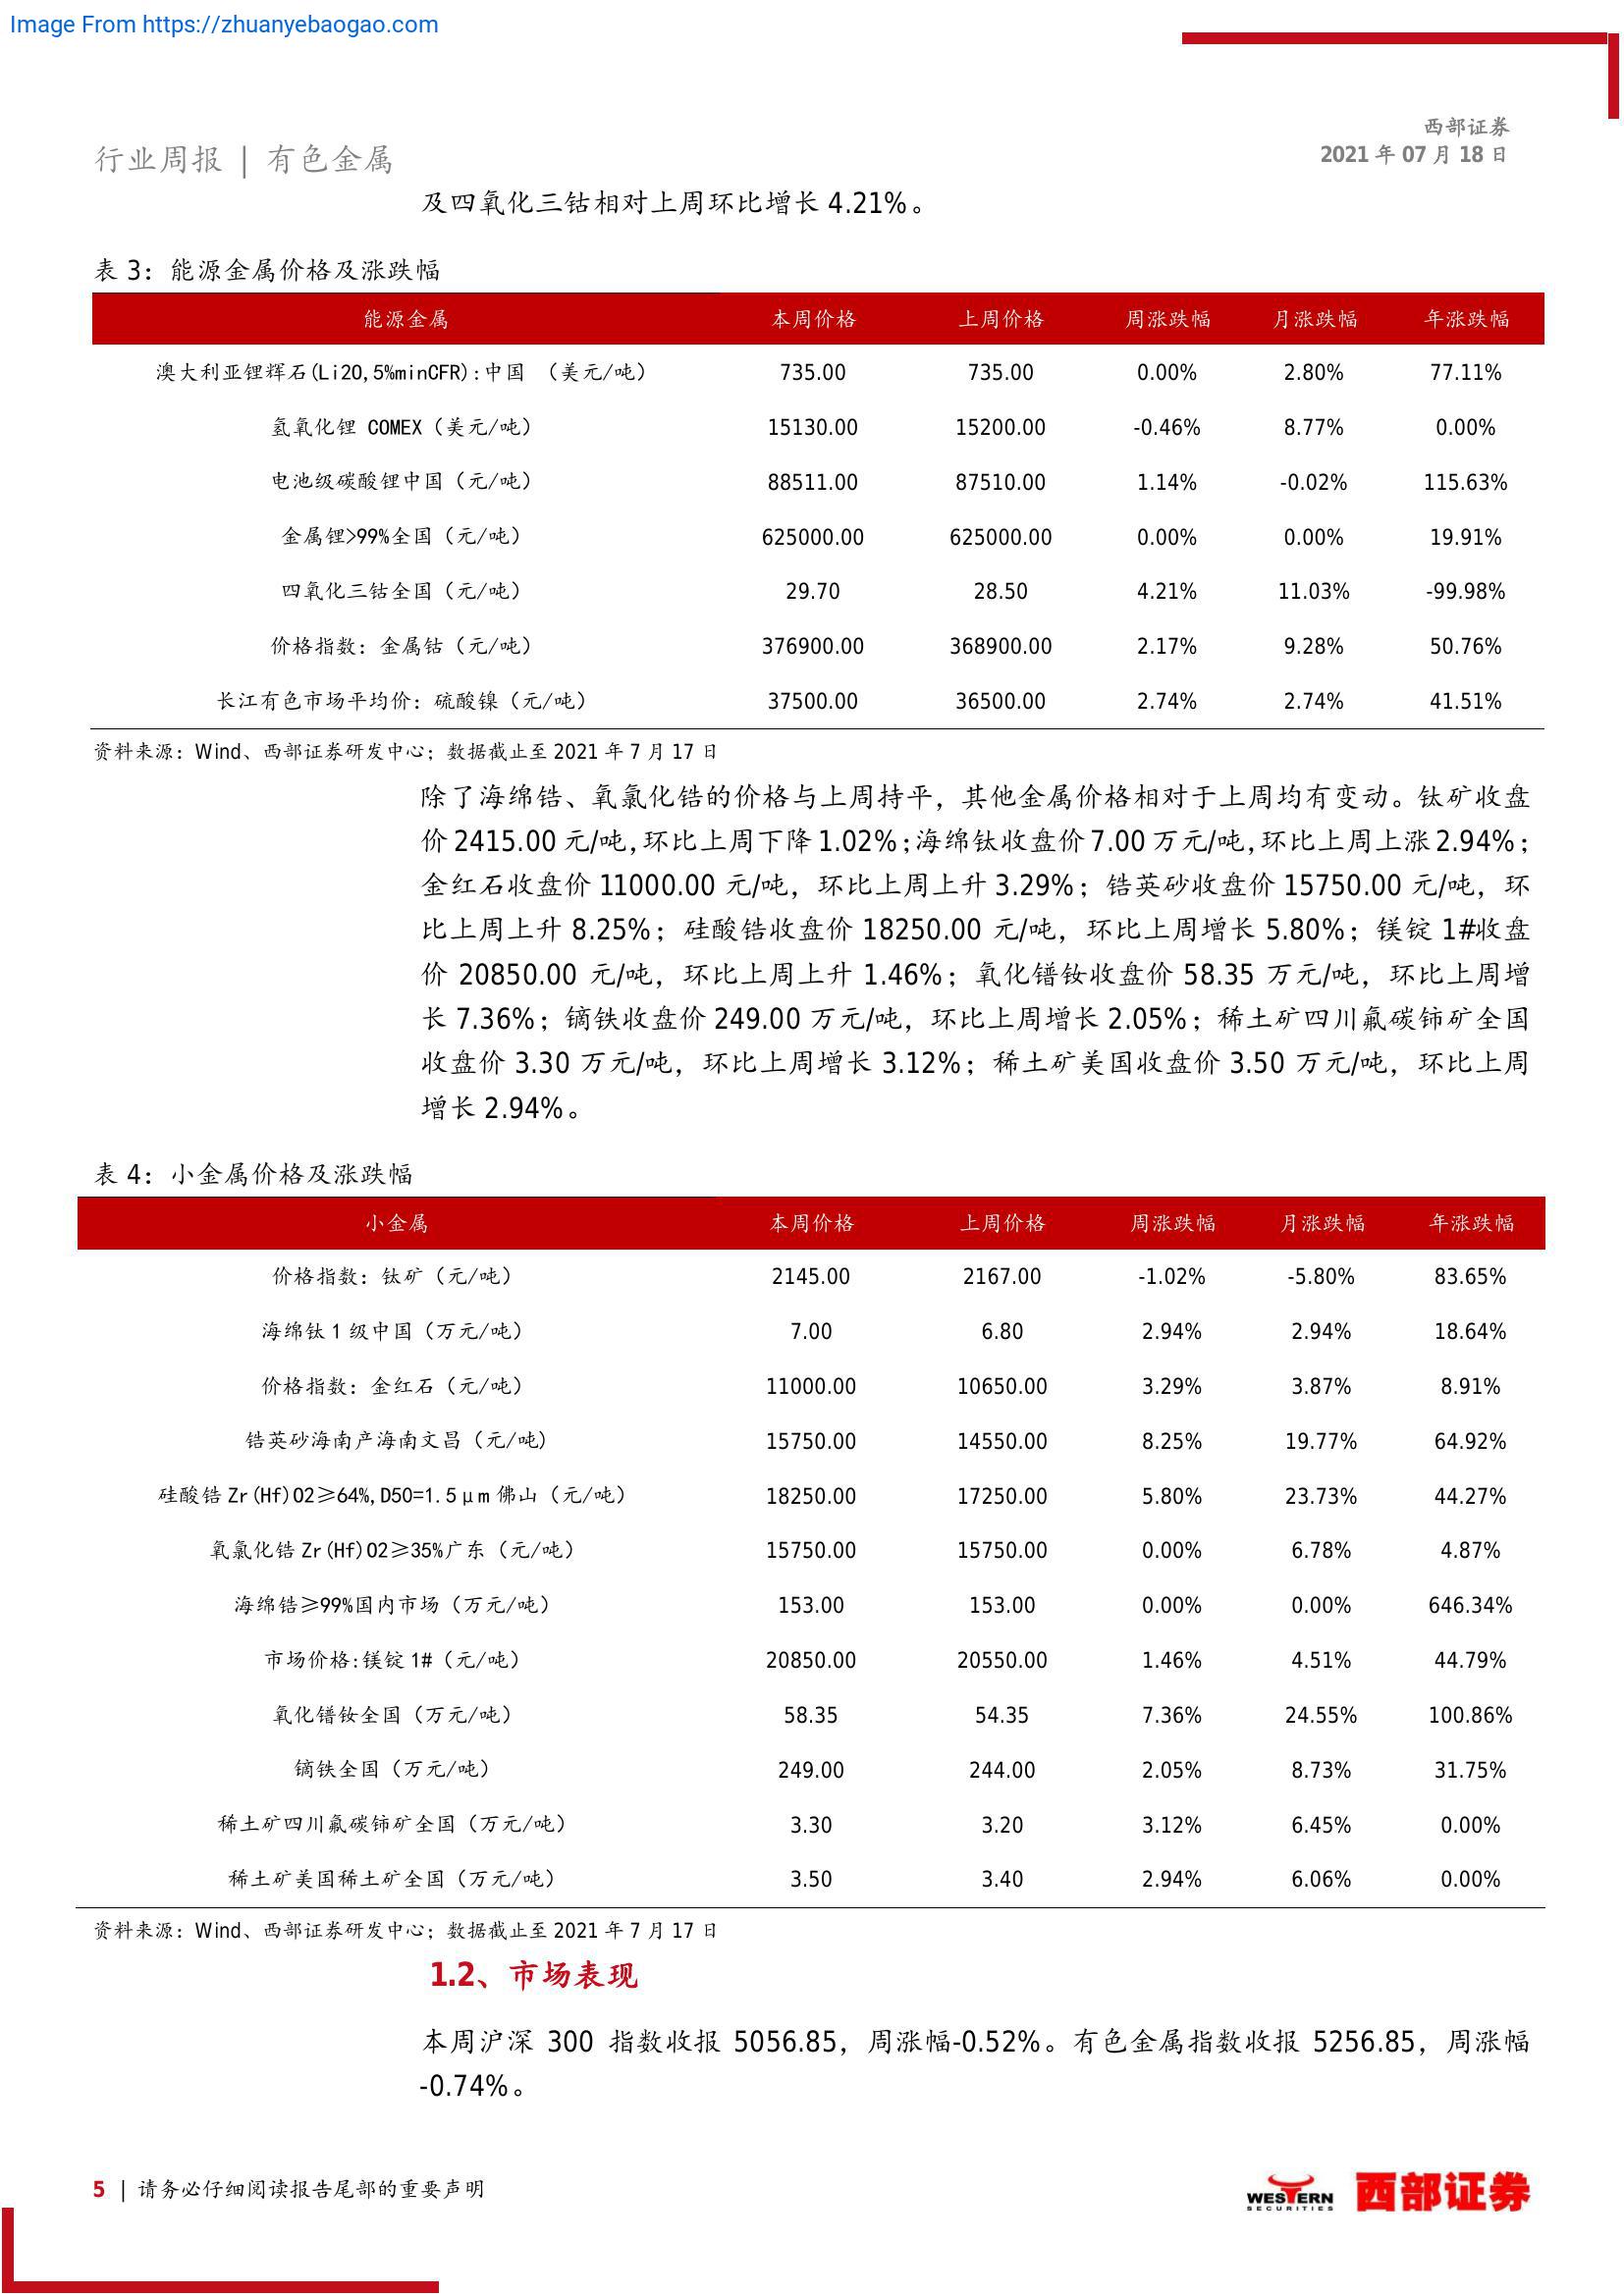 Image From https://zhuanyebaogao.com
西部证券
2021 年 07 月 18 日
行业周报 | 有色金属
及四氧化三钴相对上周环比增长 4.21%。
表 3：能源金属价格及涨跌幅
能源金属 本周价格 上周价格 周涨跌幅 月涨跌幅 年涨跌幅
澳大利亚锂辉石(Li2O,5%minCFR):中国 （美元/吨） 735.00 735.00 0.00% 2.80% 77.11%
氢氧化锂 COMEX（美元/吨） 15130.00 15200.00 -0.46% 8.77% 0.00%
电池级碳酸锂中国（元/吨） 88511.00 87510.00 1.14% -0.02% 115.63%
金属锂>99%全国（元/吨） 625000.00 625000.00 0.00% 0.00% 19.91%
四氧化三钴全国（元/吨） 29.70 28.50 4.21% 11.03% -99.98%
价格指数：金属钴（元/吨） 376900.00 368900.00 2.17% 9.28% 50.76%
长江有色市场平均价：硫酸镍（元/吨） 37500.00 36500.00 2.74% 2.74% 41.51%
资料来源：Wind、西部证券研发中心；数据截止至 2021 年 7 月 17 日
除了海绵锆、氧氯化锆的价格与上周持平，其他金属价格相对于上周均有变动。钛矿收盘
价 2415.00 元/吨，环比上周下降 1.02%；海绵钛收盘价 7.00 万元/吨，环比上周上涨 2.94%；
金红石收盘价 11000.00 元/吨，环比上周上升 3.29%；锆英砂收盘价 15750.00 元/吨，环
比上周上升 8.25%；硅酸锆收盘价 18250.00 元/吨，环比上周增长 5.80%；镁锭 1#收盘
价 20850.00 元/吨，环比上周上升 1.46%；氧化镨钕收盘价 58.35 万元/吨，环比上周增
长 7.36%；镝铁收盘价 249.00 万元/吨，环比上周增长 2.05%；稀土矿四川氟碳铈矿全国
收盘价 3.30 万元/吨，环比上周增长 3.12%；稀土矿美国收盘价 3.50 万元/吨，环比上周
增长 2.94%。
表 4：小金属价格及涨跌幅
小金属 本周价格 上周价格 周涨跌幅 月涨跌幅 年涨跌幅
价格指数：钛矿（元/吨） 2145.00 2167.00 -1.02% -5.80% 83.65%
海绵钛 1 级中国（万元/吨） 7.00 6.80 2.94% 2.94% 18.64%
价格指数：金红石（元/吨） 11000.00 10650.00 3.29% 3.87% 8.91%
锆英砂海南产海南文昌（元/吨） 15750.00 14550.00 8.25% 19.77% 64.92%
硅酸锆 Zr(Hf)O2≥64%,D50=1.5μm 佛山（元/吨） 18250.00 17250.00 5.80% 23.73% 44.27%
氧氯化锆 Zr(Hf)O2≥35%广东（元/吨） 15750.00 15750.00 0.00% 6.78% 4.87%
海绵锆≥99%国内市场（万元/吨） 153.00 153.00 0.00% 0.00% 646.34%
市场价格:镁锭 1#（元/吨） 20850.00 20550.00 1.46% 4.51% 44.79%
氧化镨钕全国（万元/吨） 58.35 54.35 7.36% 24.55% 100.86%
镝铁全国（万元/吨） 249.00 244.00 2.05% 8.73% 31.75%
稀土矿四川氟碳铈矿全国（万元/吨） 3.30 3.20 3.12% 6.45% 0.00%
稀土矿美国稀土矿全国（万元/吨） 3.50 3.40 2.94% 6.06% 0.00%
资料来源：Wind、西部证券研发中心；数据截止至 2021 年 7 月 17 日
1.2、市场表现
本周沪深 300 指数收报 5056.85，周涨幅-0.52%。有色金属指数收报 5256.85，周涨幅
-0.74%。
5 | 请务必仔细阅读报告尾部的重要声明
WESTERN
SECURITIES
西部证券